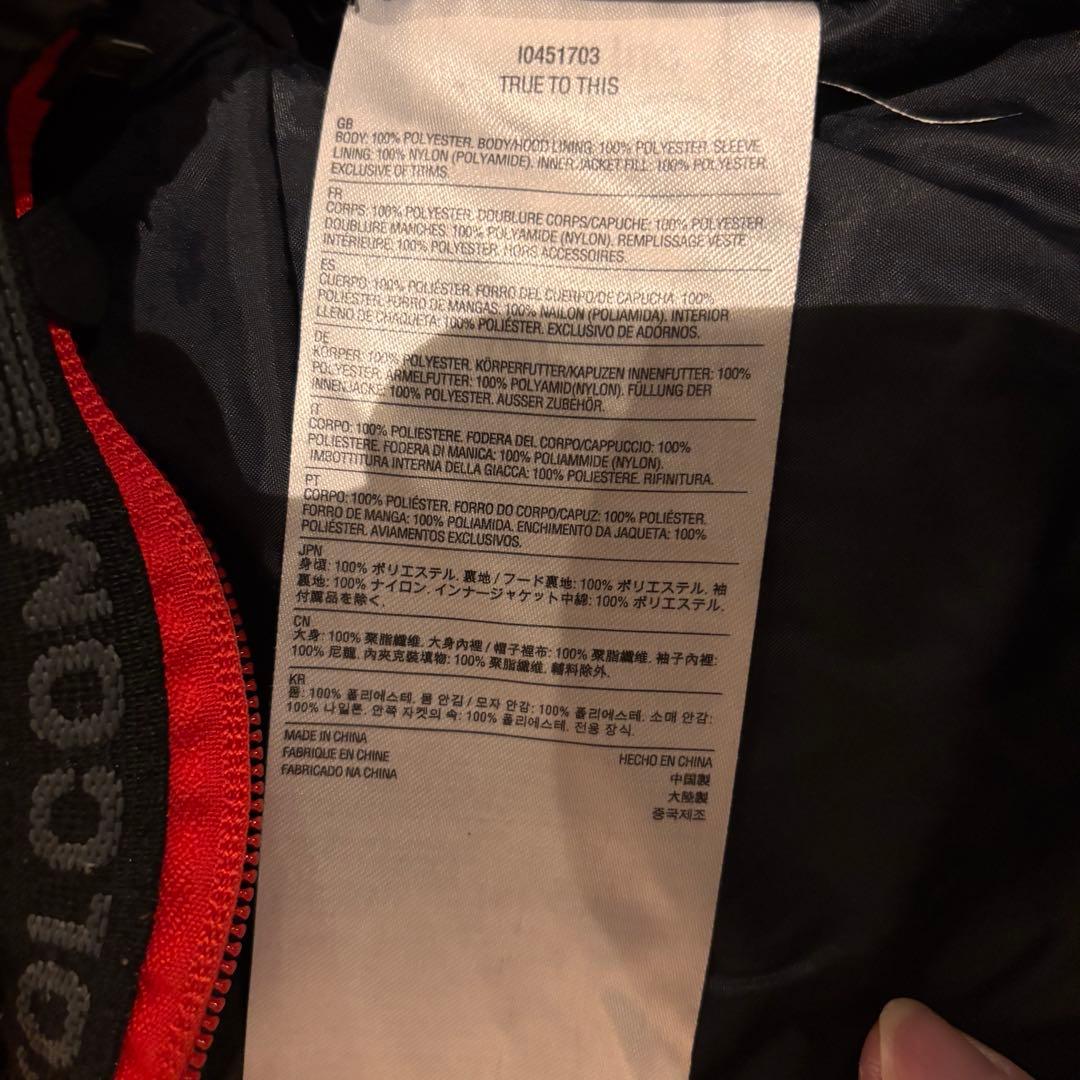 I0451703
TRUE TO THIS
GB
BODY: 100% POLYESTER. BODY/HOOD LINING: 100% POLYESTER. SLEEVE
LINING: 100% NYLON (POLYAMIDE). INNER JACKET FILL: 100% POLYESTER.
EXCLUSIVE OF TRIMS.
FR
CORPS: 100% POLYESTER. DOUBLURE CORPS/CAPUCHE: 100% POLYESTER.
DOUBLURE MANCHES: 100% POLYAMIDE (NYLON). REMPLISSAGE VESTE
INTÉRIEURE: 100% POLYESTER. HORS ACCESSOIRES.
ES
CUERPO: 100% POLIÉSTER. FORRO DEL CUERPO/DE CAPUCHA: 100%
POLIÉSTER. FORRO DE MANGAS: 100% NAILON (POLIAMIDA). INTERIOR
LLENO DE CHAQUETA: 100% POLIÉSTER. EXCLUSIVO DE ADORNOS.
DE
KÖRPER: 100% POLYESTER. KÖRPERFUTTER/KAPUZEN INNENFUTTER: 100%
POLYESTER. ÄRMELFUTTER: 100% POLYAMID(NYLON). FÜLLUNG DER
INNENJACKE: 100% POLYESTER. AUSSER ZUBEHÖR.
IT
CORPO: 100% POLIESTERE. FODERA DEL CORPO/CAPPUCCIO: 100%
POLIESTERE. FODERA DI MANICA: 100% POLIAMMIDE (NYLON).
IMBOTTITURA INTERNA DELLA GIACCA: 100% POLIESTERE. RIFINITURA.
PT
CORPO: 100% POLIÉSTER. FORRO DO CORPO/CAPUZ: 100% POLIÉSTER.
FORRO DE MANGA: 100% POLIAMIDA. ENCHIMENTO DA JAQUETA: 100%
POLIÉSTER. AVIAMENTOS EXCLUSIVOS.
JPN
身頃: 100% ポリエステル. 裏地 / フード裏地: 100% ポリエステル. 袖
裏地: 100% ナイロン. インナージャケット中綿: 100% ポリエステル.
付属品を除く.
CN
大身: 100% 聚脂纖维. 大身內裡 / 帽子裡布: 100% 聚脂纖维. 袖子內裡:
100% 尼龍. 內夾克裝填物: 100% 聚脂纖維. 輔料除外.
KR
몸: 100% 폴리에스테. 몸 안김 / 모자 안감: 100% 폴리에스테. 소매 안감:
100% 나일론. 안쪽 자켓의 속: 100% 폴리에스테. 전용 장식.
MADE IN CHINA
FABRIQUE EN CHINE
FABRICADO NA CHINA
HECHO EN CHINA
中国製
大陸製
중국제조
VOLCOM